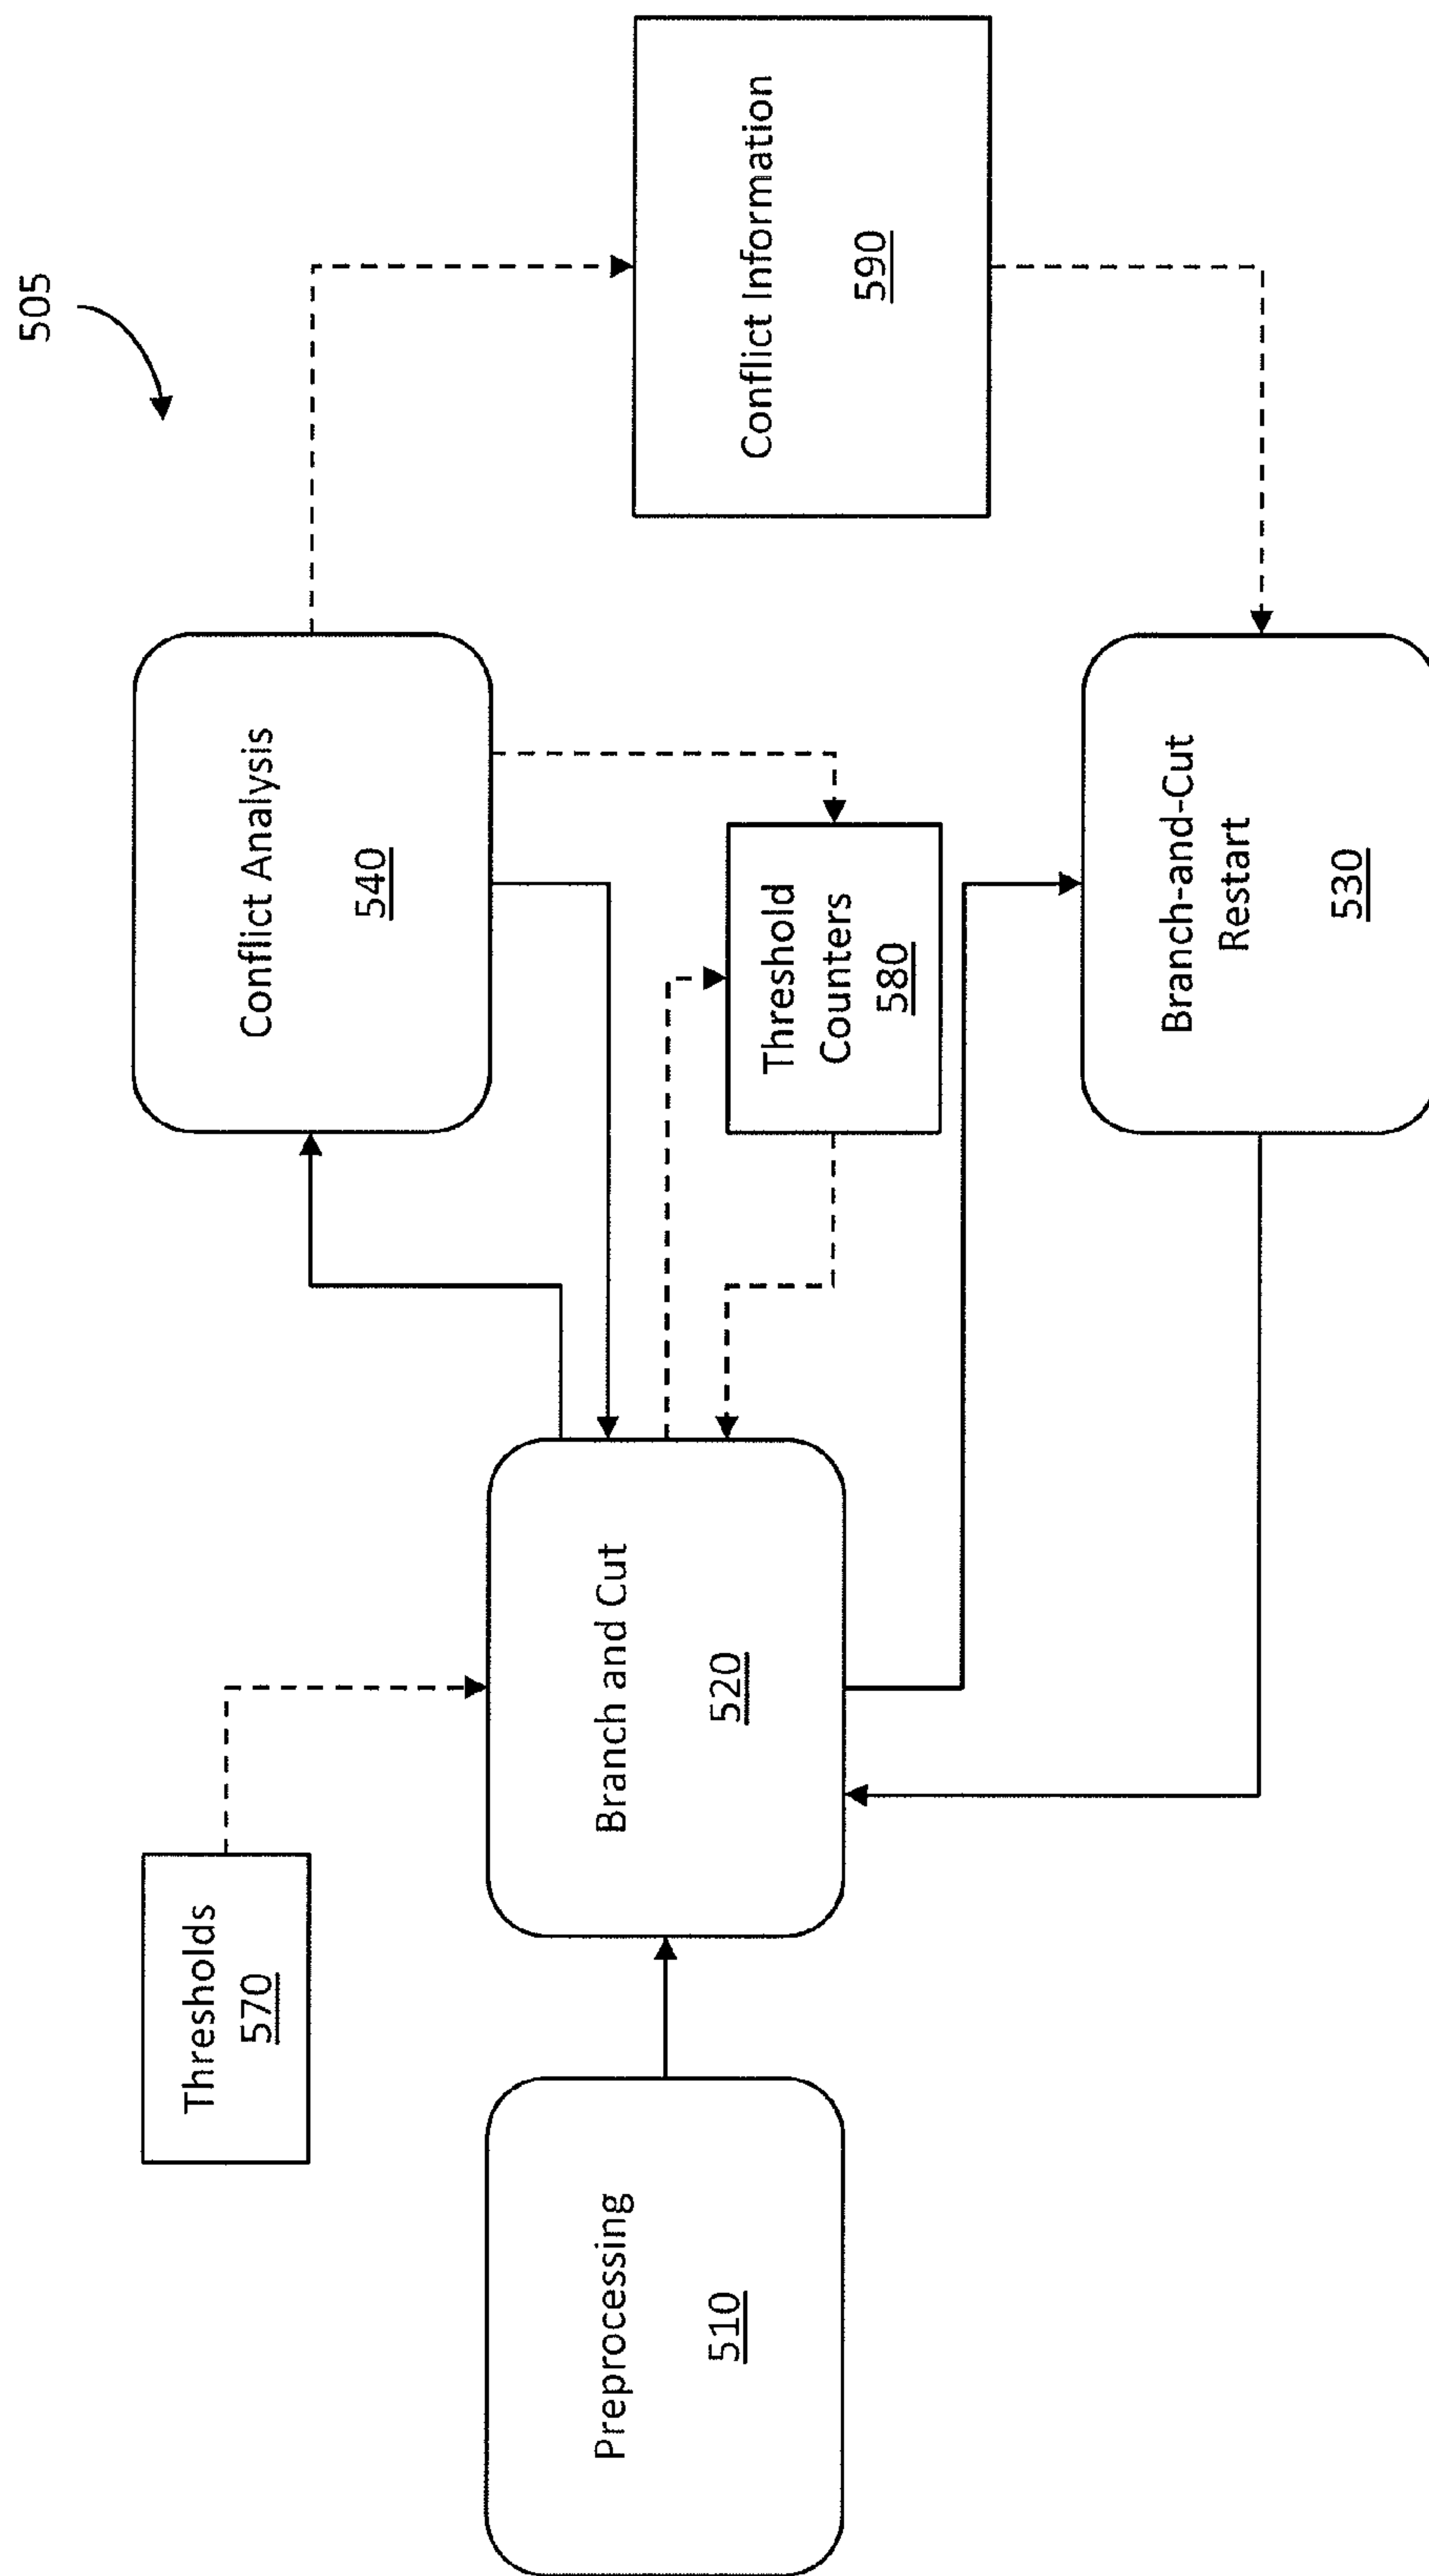 505
Thresholds
570
Conflict Analysis
540
Preprocessing
510
Branch and Cut
520
Threshold
Counters
580
Conflict Information
590
Branch-and-Cut
Restart
530